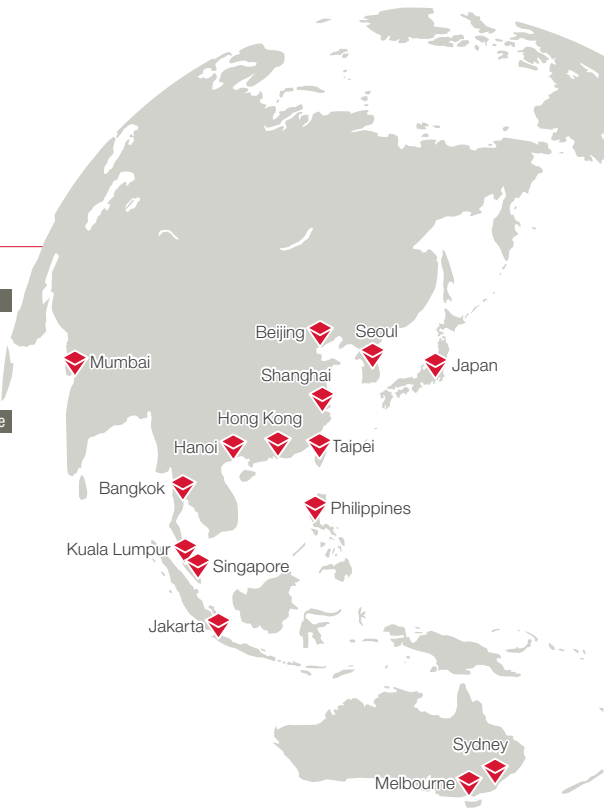 Beijing
Seoul
Mumbai
Japan
Shanghai
Hong Kong
Hanoi
Taipei
Bangkok
Philippines
Kuala Lumpur
Singapore
Jakarta
Sydney
Melbourne